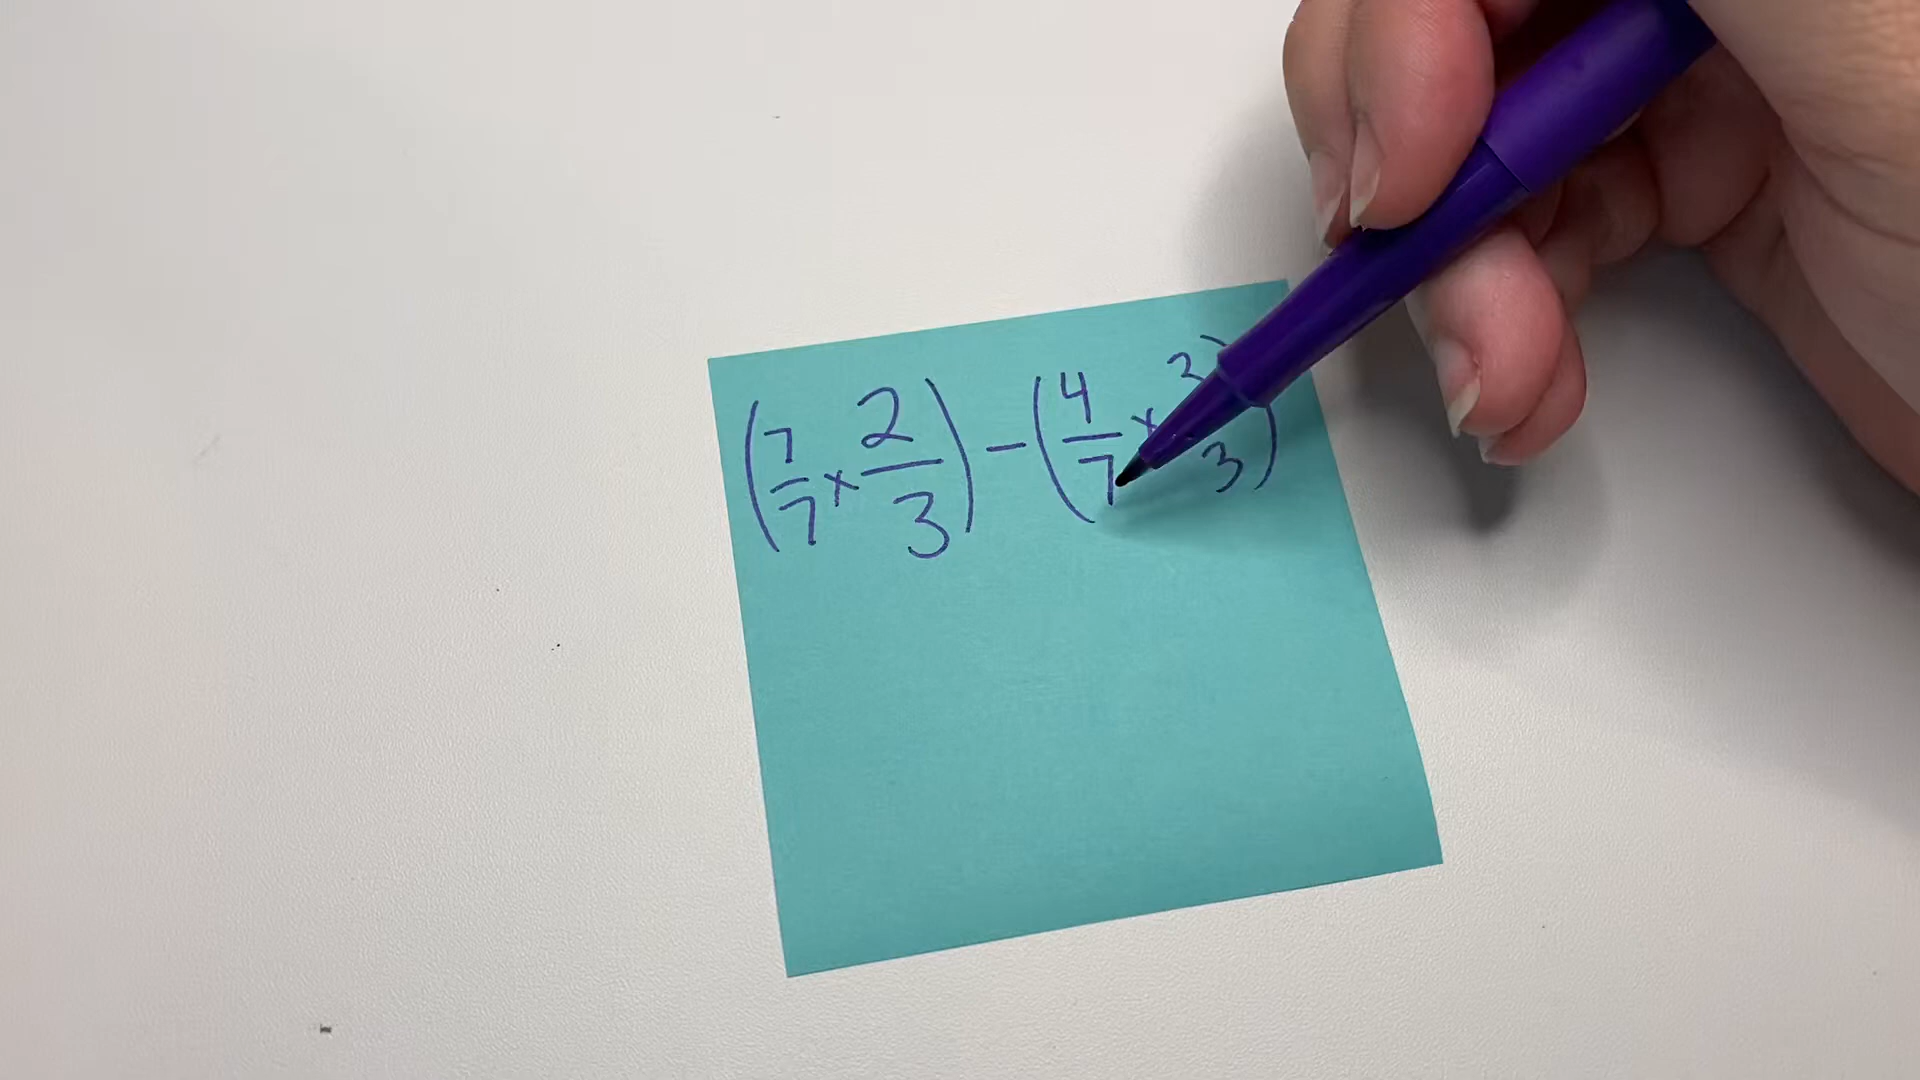 (7/7 × 2/3) - (4/7 × 3/3)